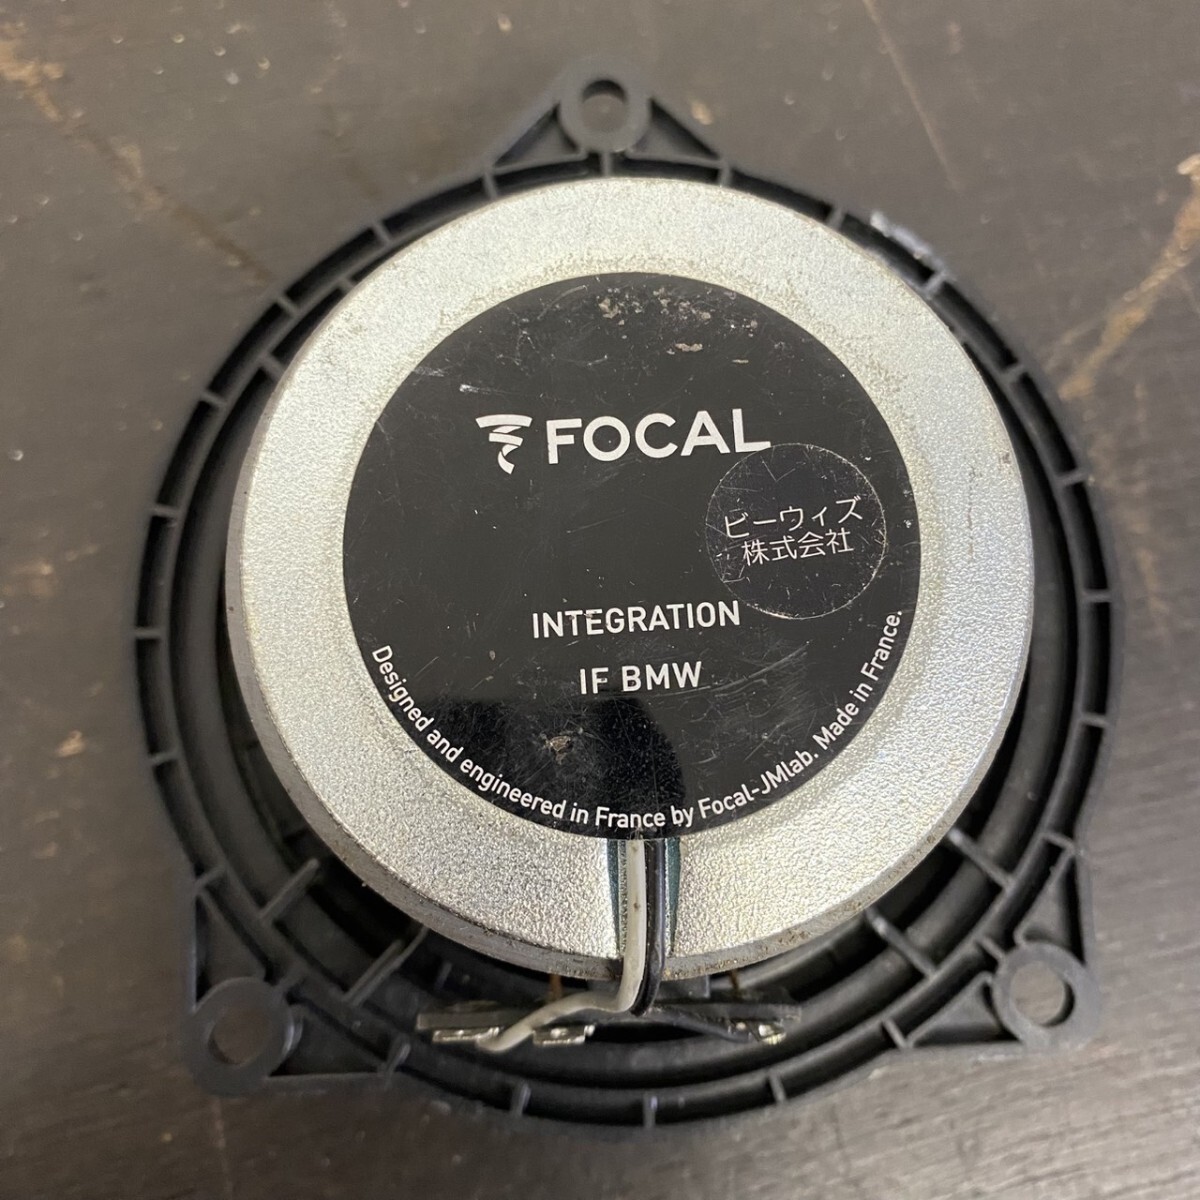 FOCAL
ビーウィズ
株式会社
INTEGRATION
IF BMW
Designed and engineered in France by Focal-JMlab. Made in France.